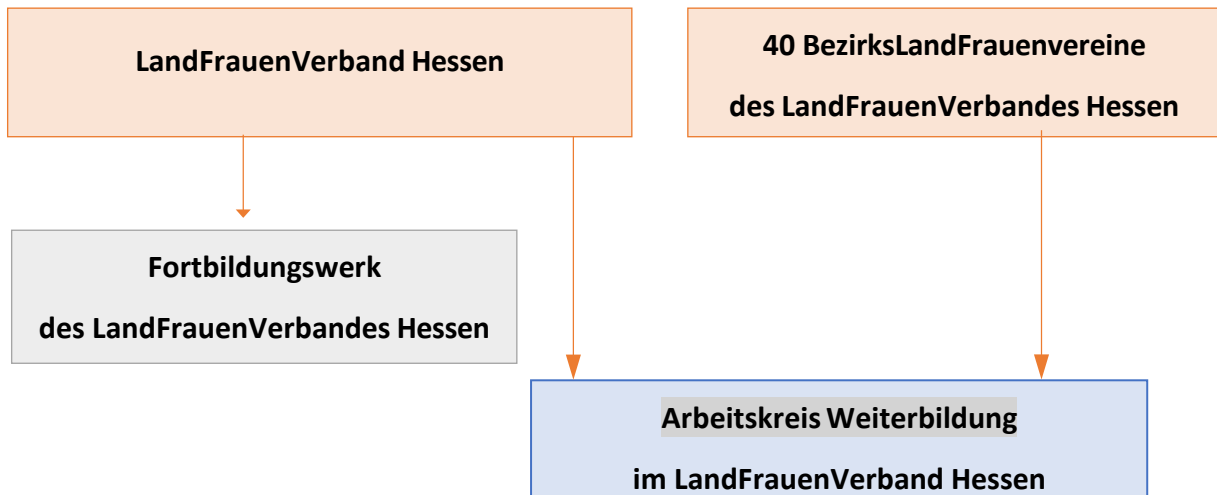 LandFrauenVerband Hessen
40 BezirksLandFrauenvereine
des LandFrauenVerbandes Hessen
Fortbildungswerk
des LandFrauenVerbandes Hessen
Arbeitskreis Weiterbildung
im LandFrauenVerband Hessen